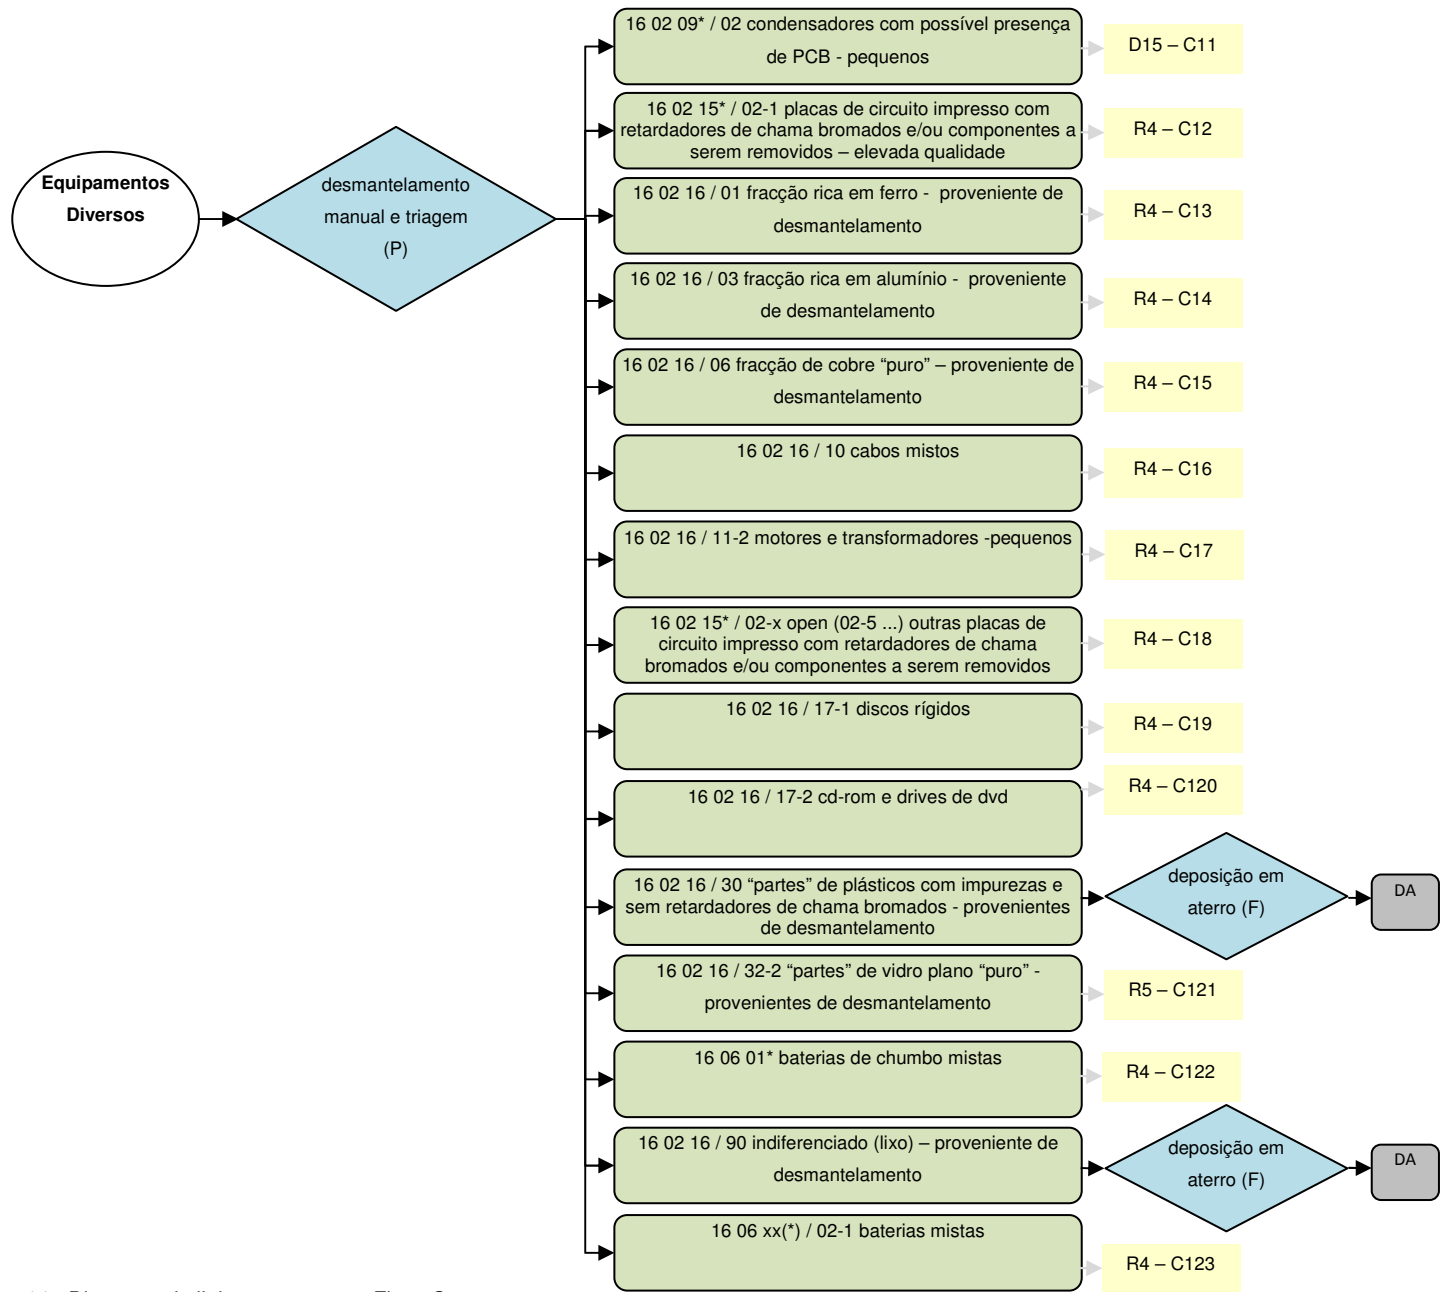 Equipamentos
Diversos
desmantelamento
manual e triagem
(P)
16 02 09* / 02 condensadores com possível presença
de PCB - pequenos
D15 – C11
16 02 15* / 02-1 placas de circuito impresso com
retardadores de chama bromados e/ou componentes a
serem removidos – elevada qualidade
R4 – C12
16 02 16 / 01 fracção rica em ferro - proveniente de
desmantelamento
R4 – C13
16 02 16 / 03 fracção rica em alumínio - proveniente
de desmantelamento
R4 – C14
16 02 16 / 06 fracção de cobre “puro” – proveniente de
desmantelamento
R4 – C15
16 02 16 / 10 cabos mistos
R4 – C16
16 02 16 / 11-2 motores e transformadores -pequenos
R4 – C17
16 02 15* / 02-x open (02-5 ...) outras placas de
circuito impresso com retardadores de chama
bromados e/ou componentes a serem removidos
R4 – C18
16 02 16 / 17-1 discos rígidos
R4 – C19
16 02 16 / 17-2 cd-rom e drives de dvd
R4 – C120
16 02 16 / 30 “partes” de plásticos com impurezas e
sem retardadores de chama bromados - provenientes
de desmantelamento
deposição em
aterro (F)
DA
16 02 16 / 32-2 “partes” de vidro plano “puro” -
provenientes de desmantelamento
R5 – C121
16 06 01* baterias de chumbo mistas
R4 – C122
16 02 16 / 90 indiferenciado (lixo) – proveniente de
desmantelamento
deposição em
aterro (F)
DA
16 06 xx(*) / 02-1 baterias mistas
R4 – C123